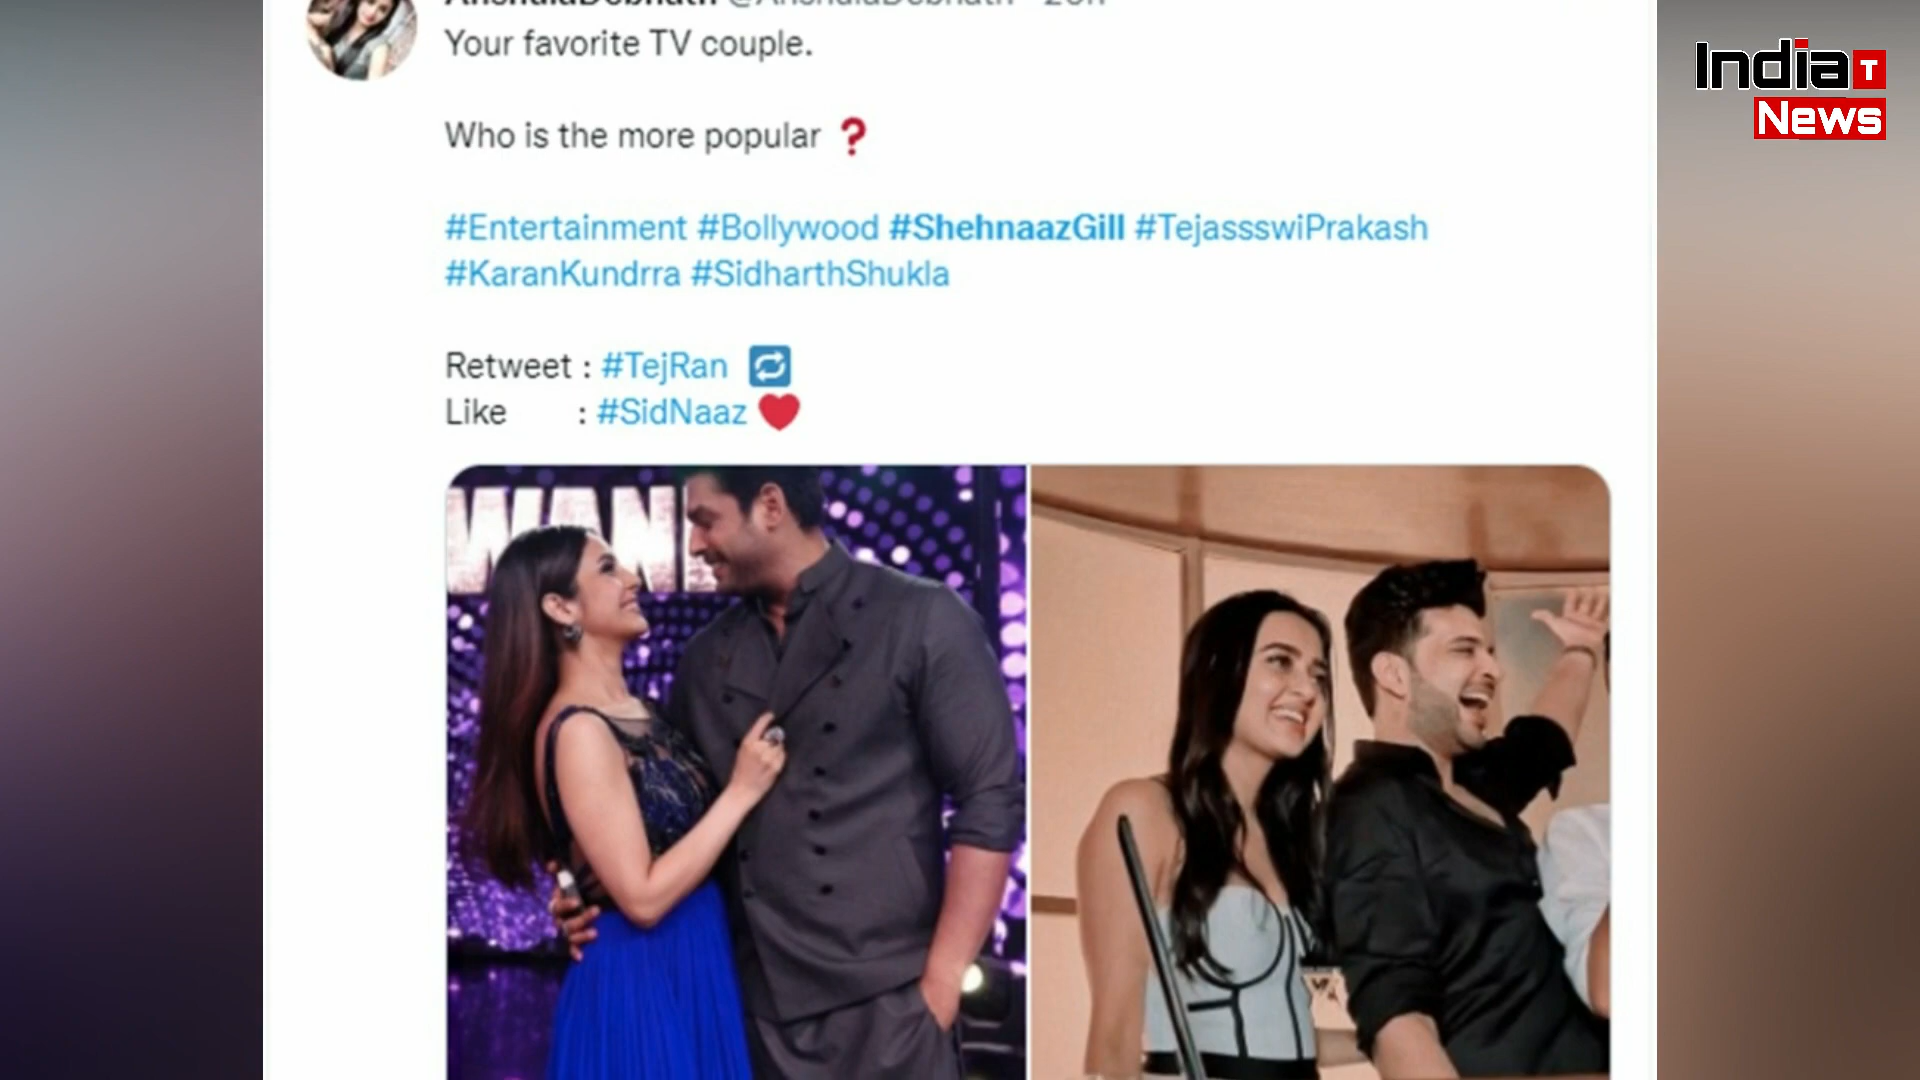 Your favorite TV couple.
Who is the more popular ❓
#Entertainment #Bollywood #ShehnaazGill #TejassswiPrakash
#KaranKundrra #SidharthShukla
Retweet : #TejRan 🔁
Like : #SidNaaz ❤️
India T
News